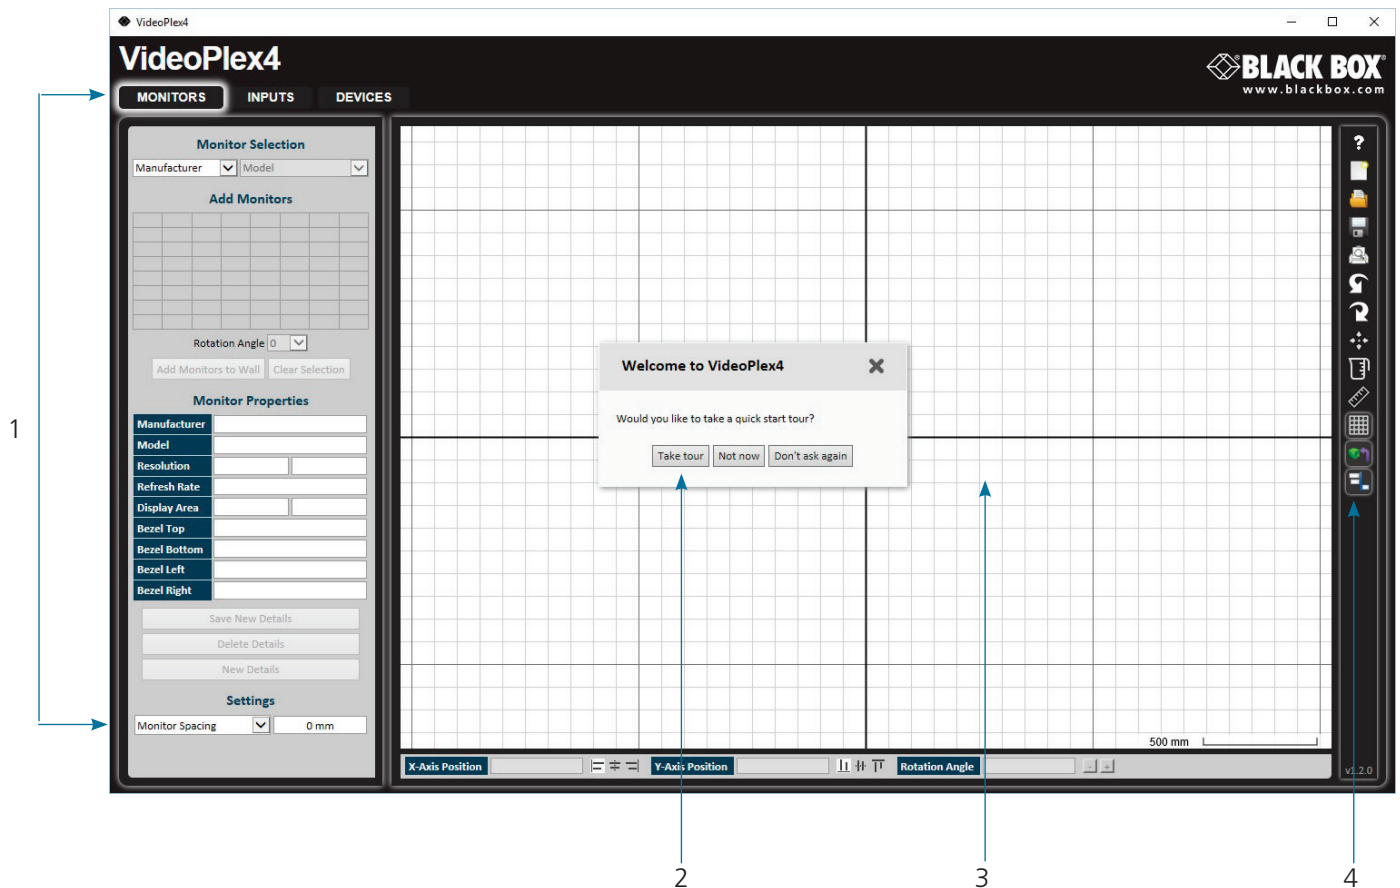 VideoPlex4
VideoPlex4
BLACK BOX®
www.blackbox.com
MONITORS INPUTS DEVICES
Monitor Selection
Manufacturer Model
Add Monitors
Rotation Angle 0
Add Monitors to Wall Clear Selection
Monitor Properties
Manufacturer
Model
Resolution
Refresh Rate
Display Area
Bezel Top
Bezel Bottom
Bezel Left
Bezel Right
Save New Details
Delete Details
New Details
Settings
Monitor Spacing 0 mm
Welcome to VideoPlex4
Would you like to take a quick start tour?
Take tour Not now Don't ask again
500 mm
X-Axis Position Y-Axis Position Rotation Angle - +
?
v1.2.0
1
2
3
4